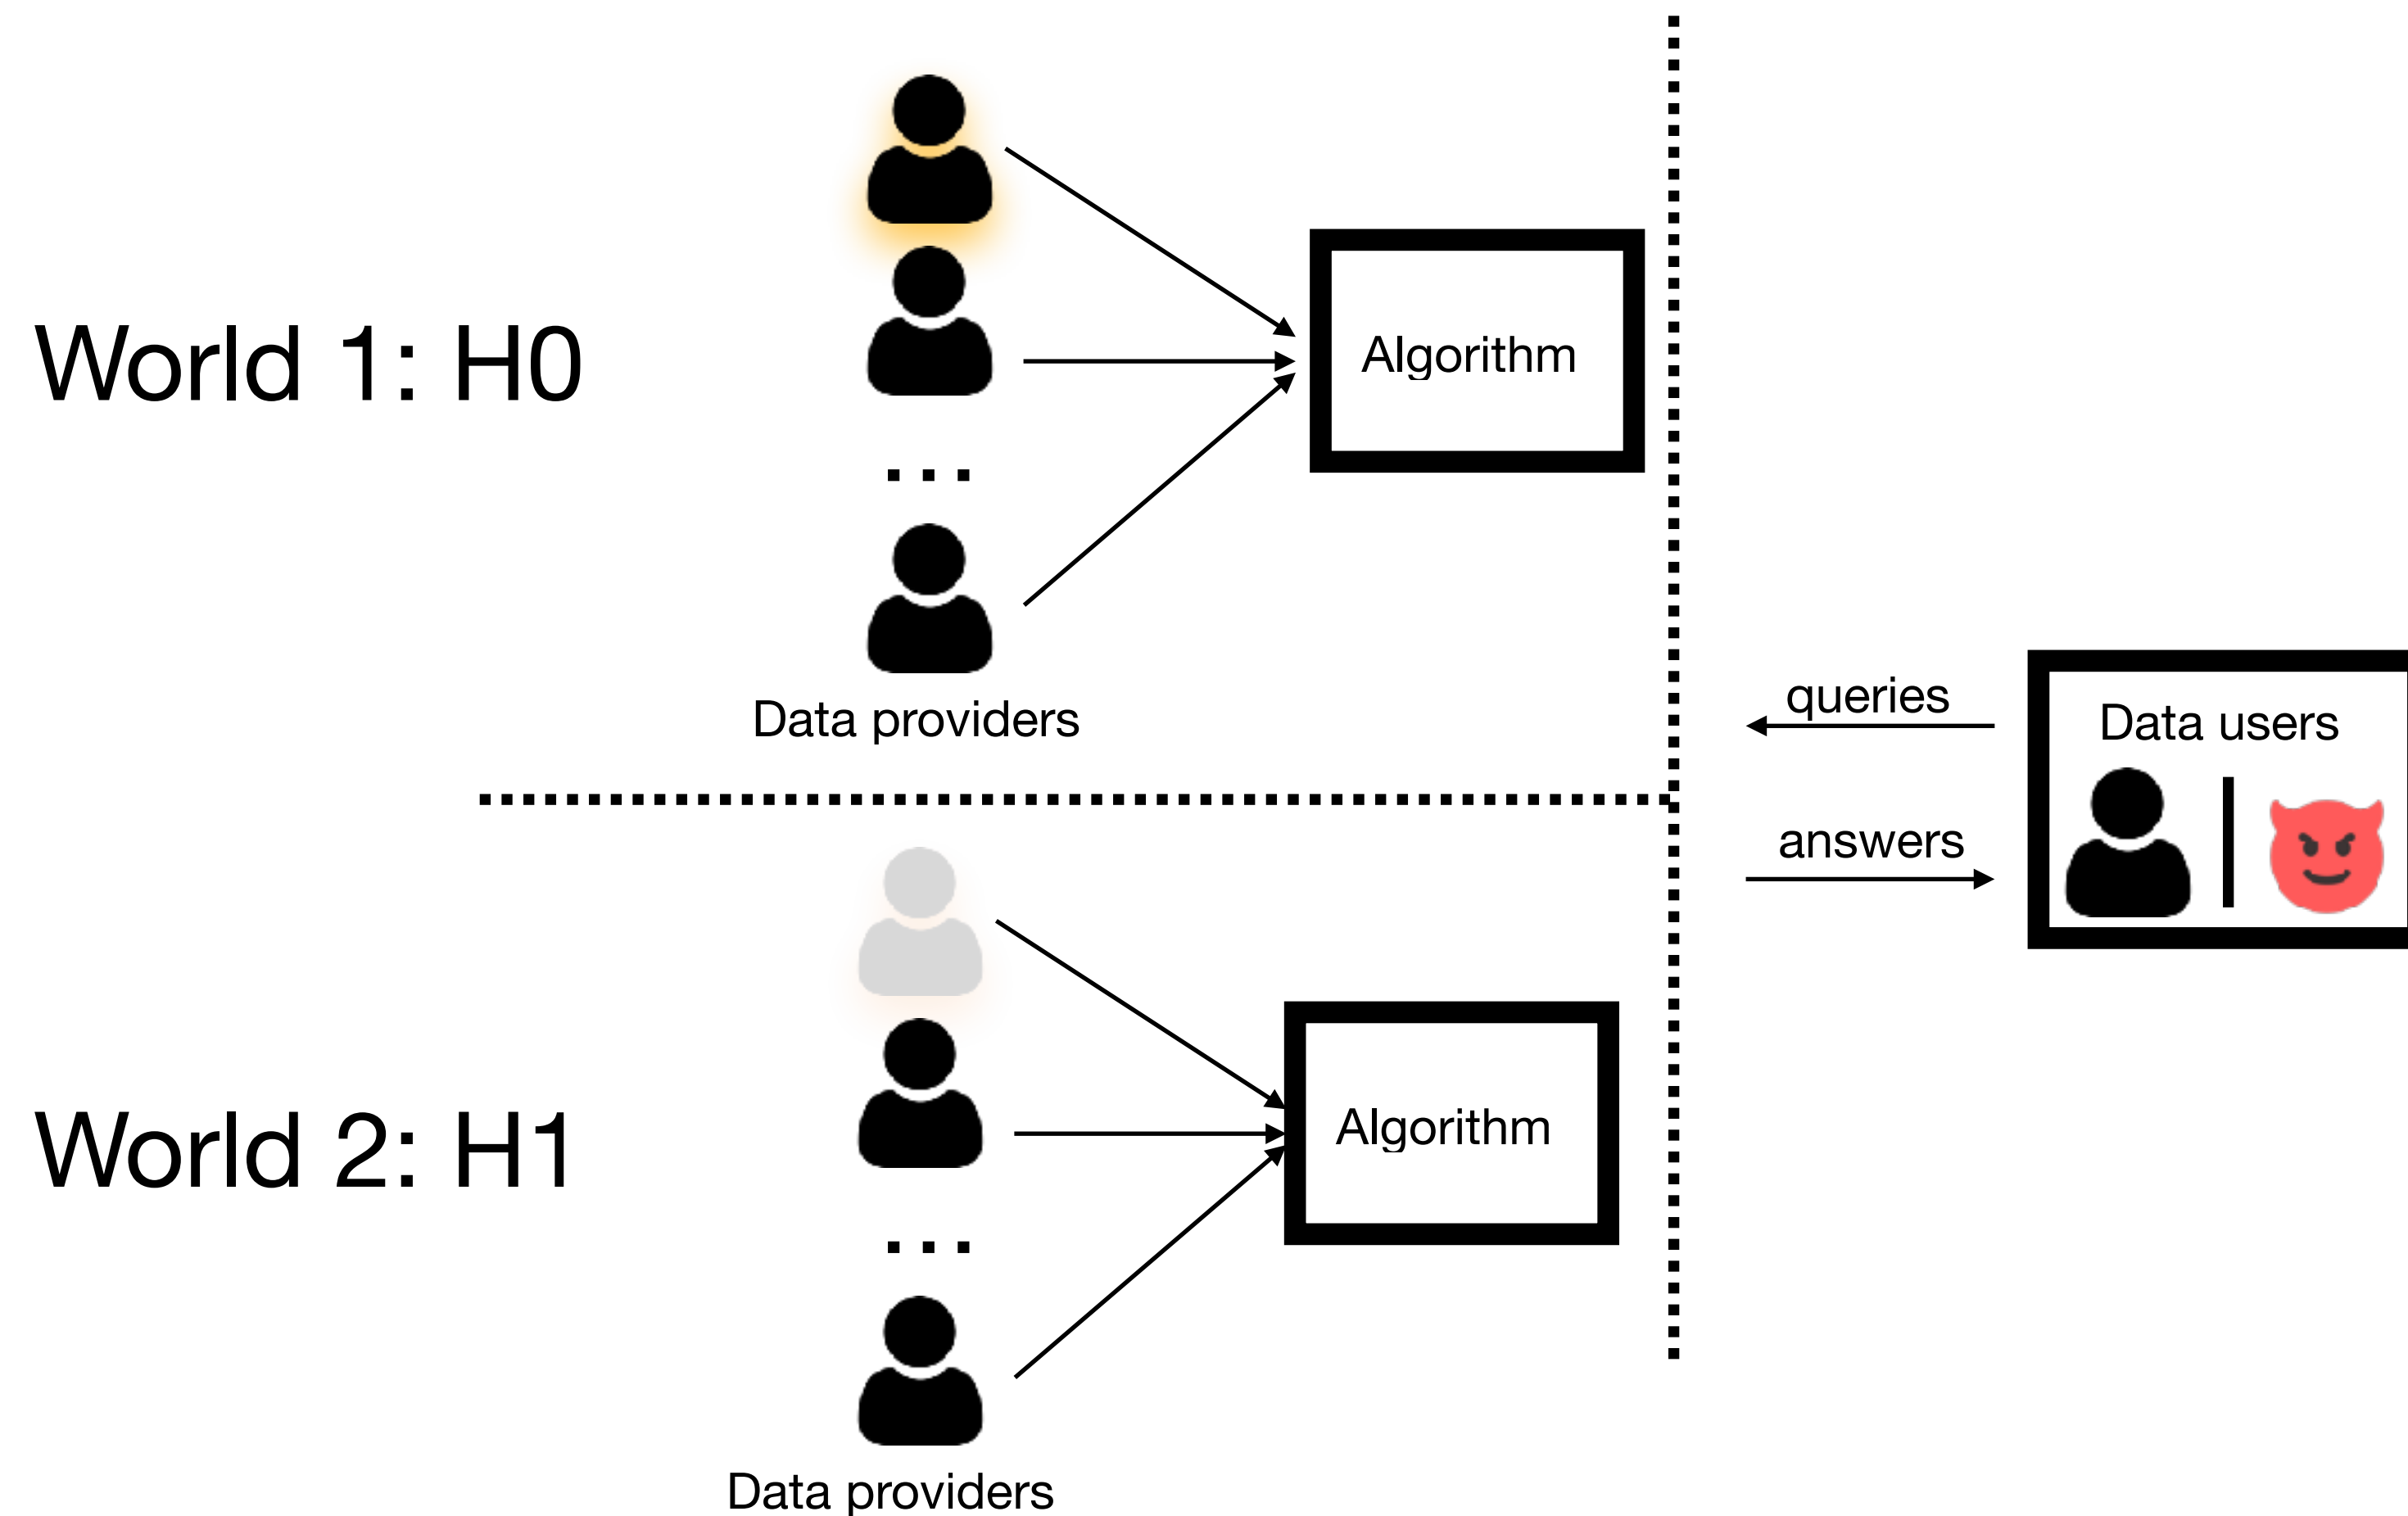 World 1: H0
Algorithm
...
Data providers
queries
Data users
answers
World 2: H1
Algorithm
...
Data providers